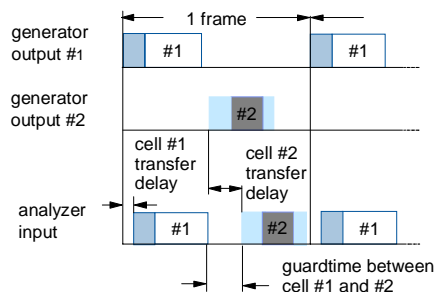 1 frame
generator
output #1
#1
#1
generator
output #2
#2
cell #1
transfer
delay
cell #2
transfer
delay
analyzer
input
#1
#2
#1
guardtime between
cell #1 and #2